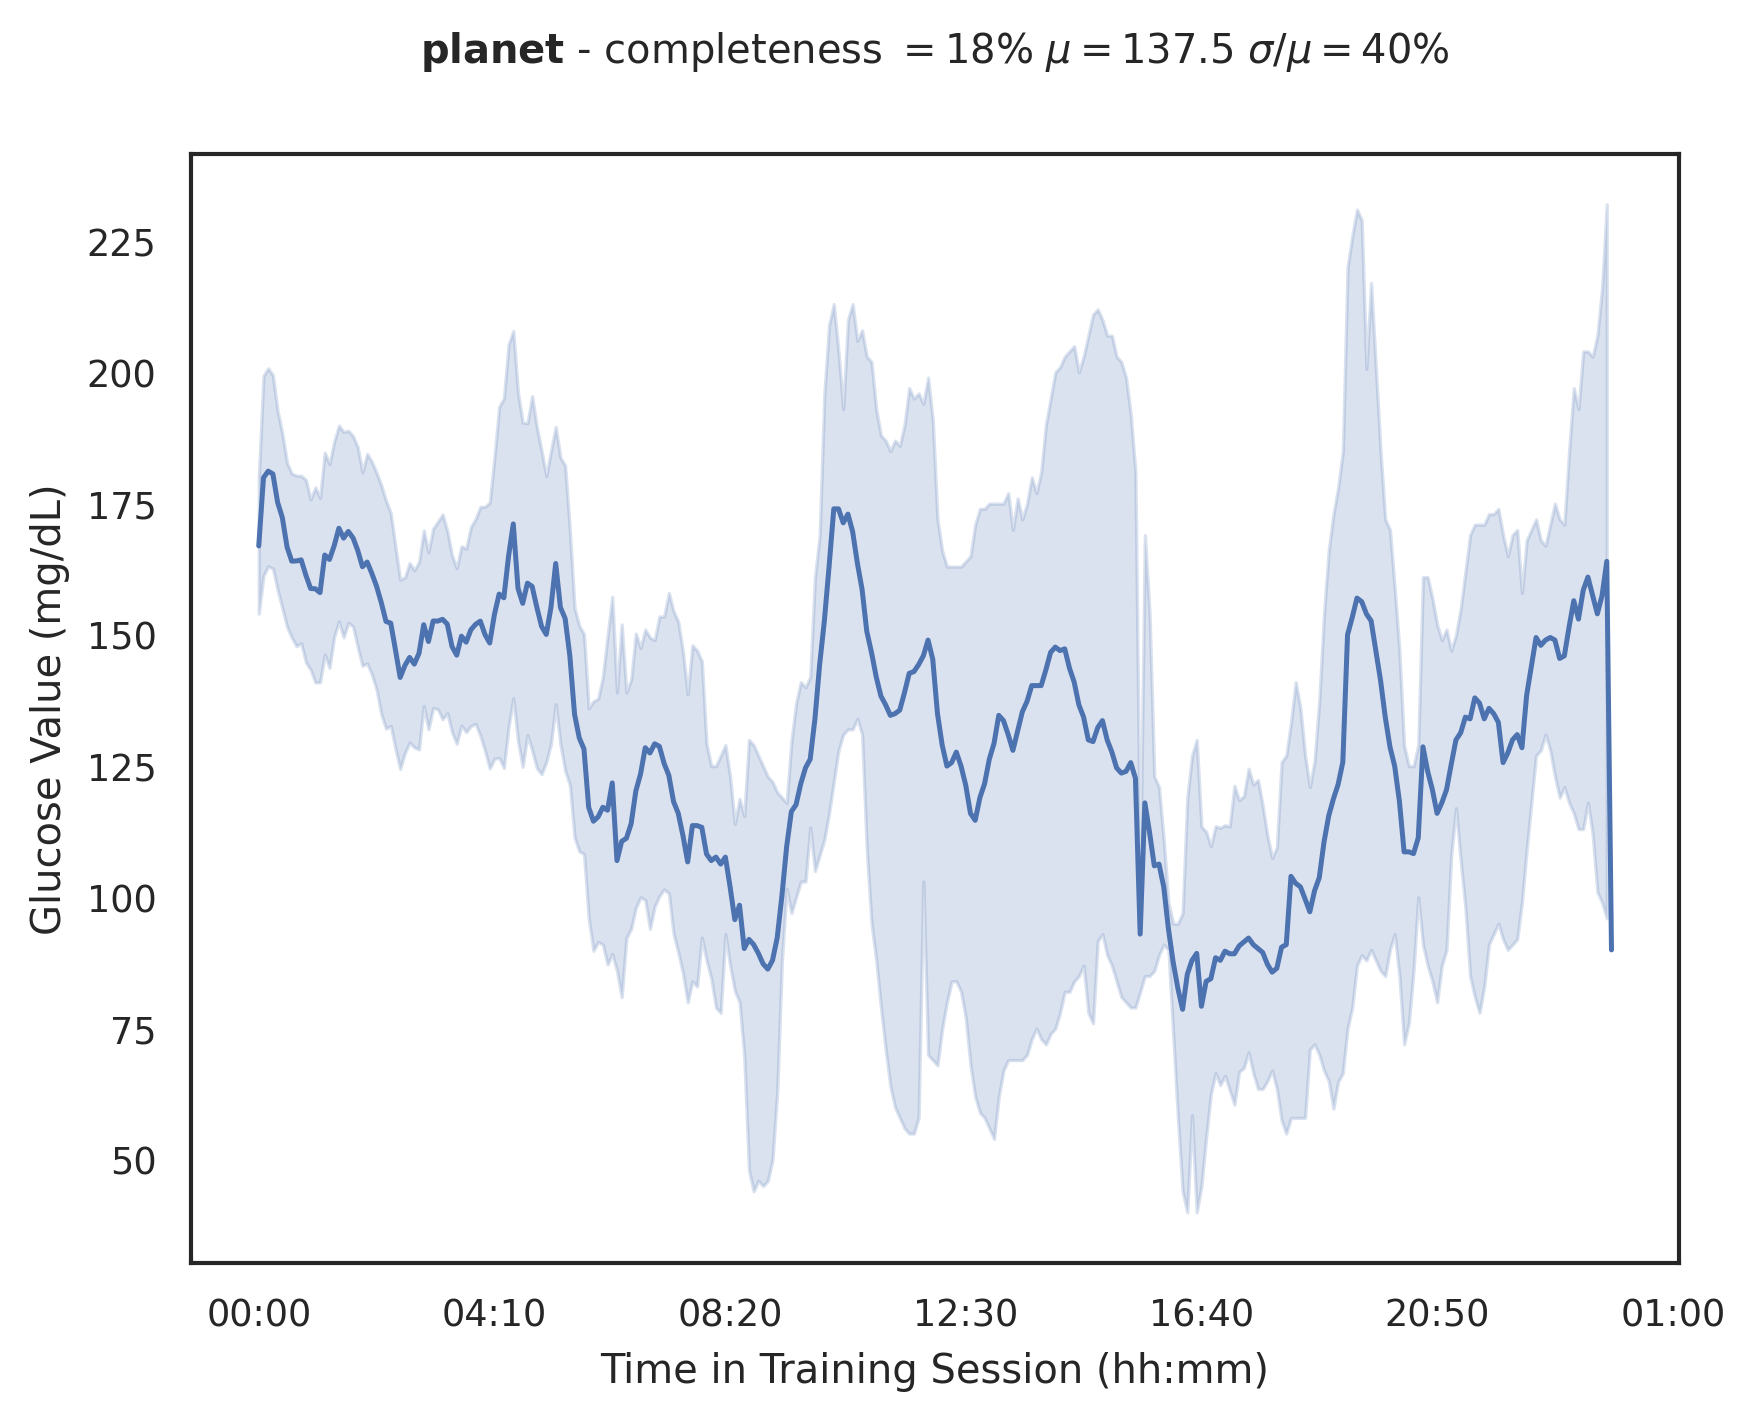 planet - completeness = 18% μ = 137.5 σ/μ = 40%
Glucose Value (mg/dL)
225
200
175
150
125
100
75
50
00:00 04:10 08:20 12:30 16:40 20:50 01:00
Time in Training Session (hh:mm)